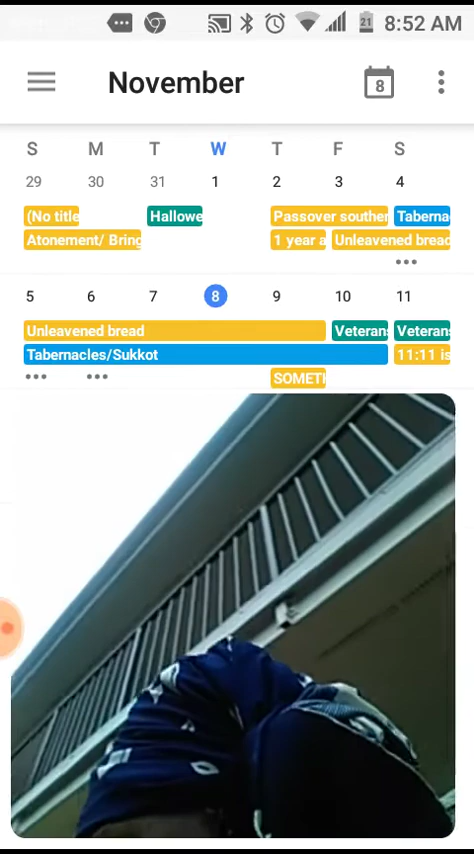 21 8:52 AM
November 8
S M T W T F S
29 30 31 1 2 3 4
(No title Hallowe Passover souther Taberna
Atonement/ Bring 1 year a Unleavened bread
5 6 7 8 9 10 11
Unleavened bread Veterans Veterans
Tabernacles/Sukkot 11:11 is
SOMETI